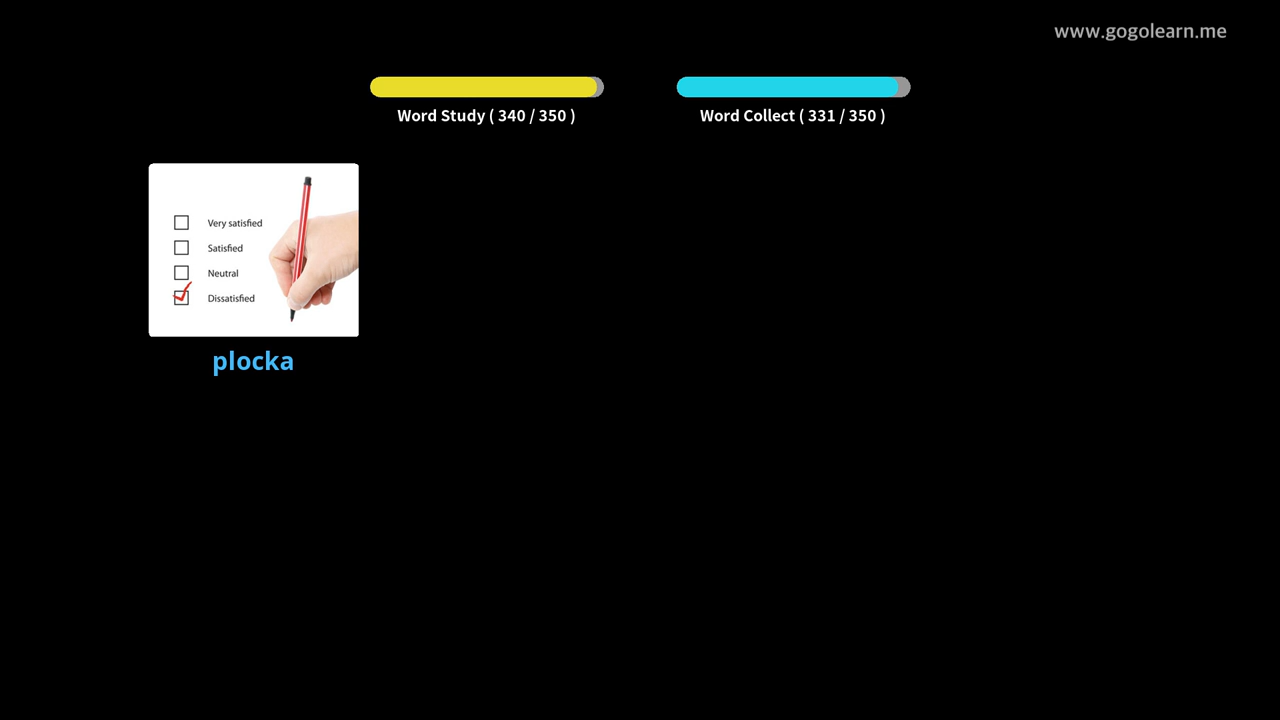 www.gogolearn.me
Word Study ( 340 / 350 )
Word Collect ( 331 / 350 )
Very satisfied
Satisfied
Neutral
Dissatisfied
plocka